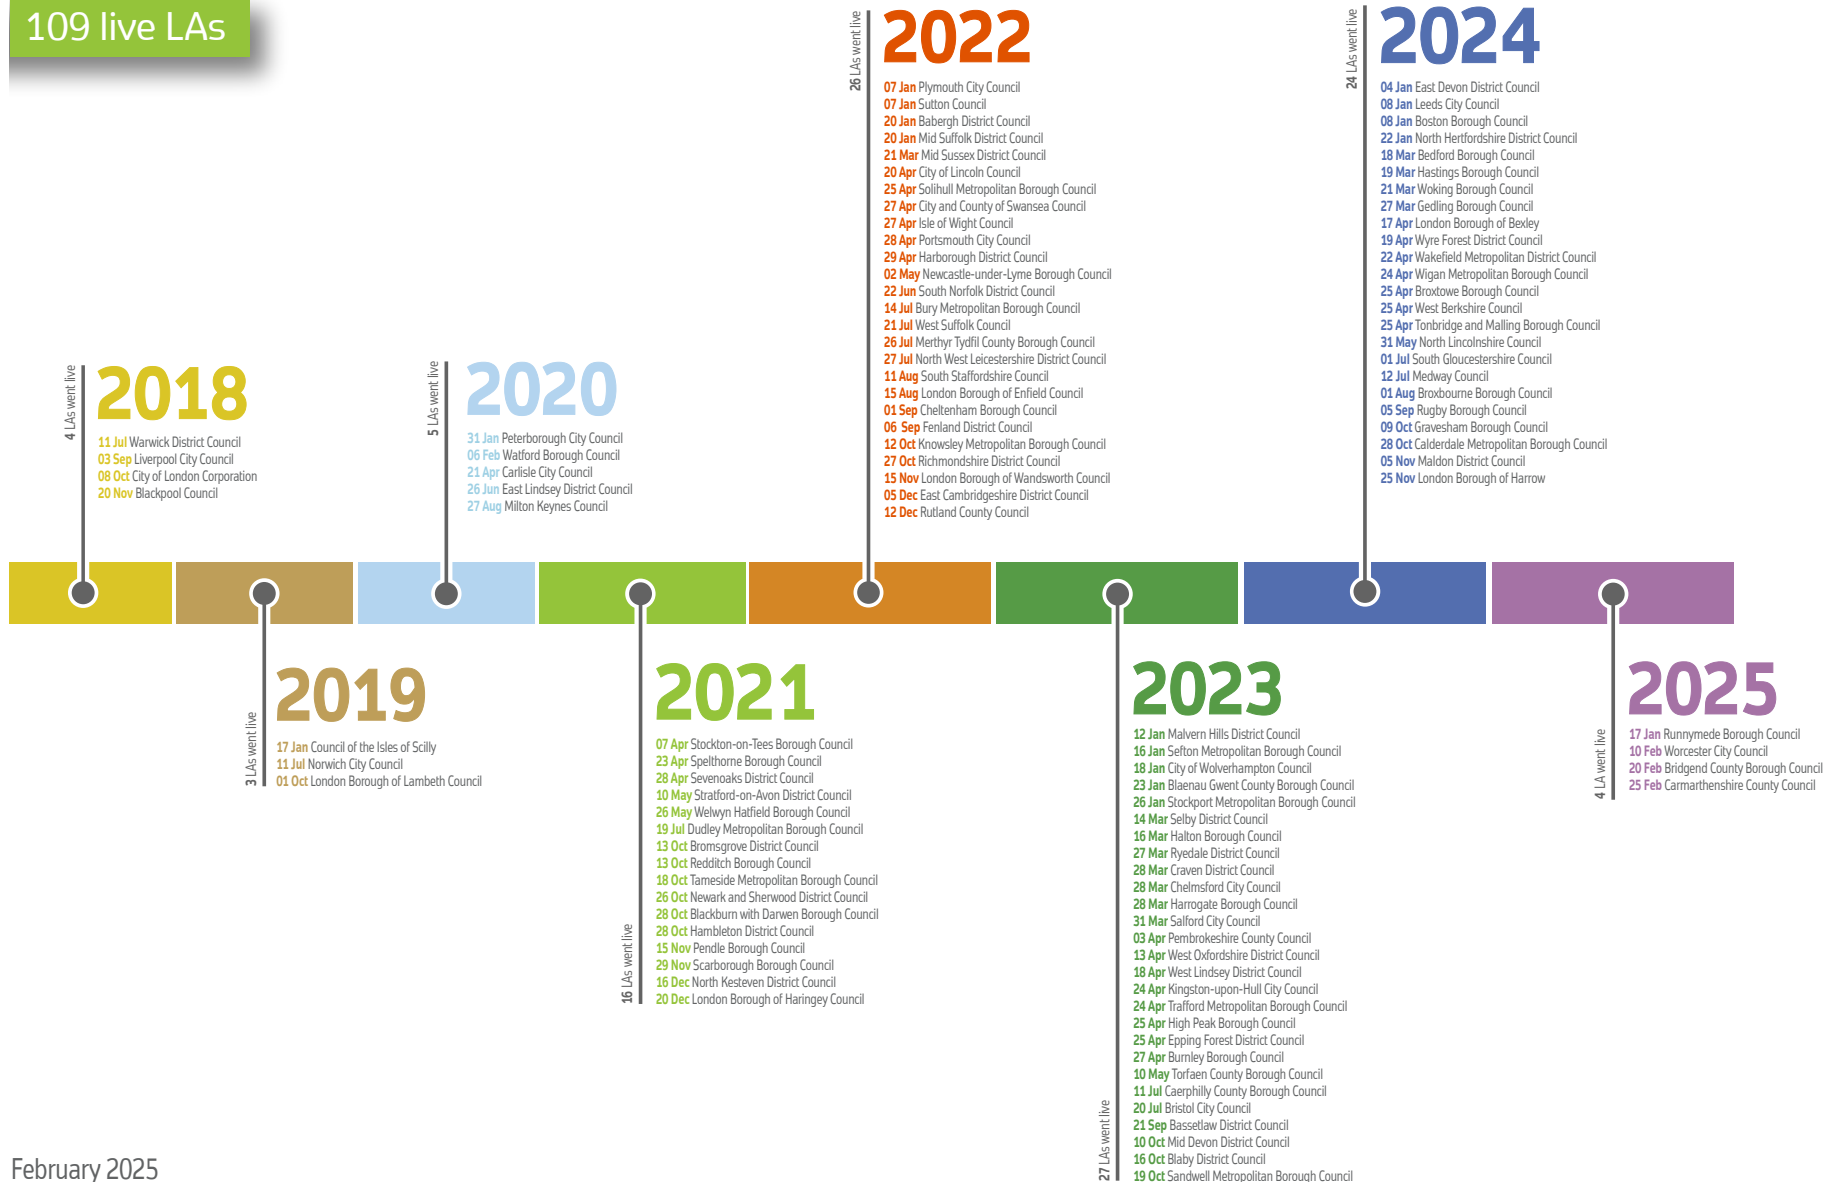 109 live LAs
4 LAs went live
2018
11 Jul Warwick District Council
03 Sep Liverpool City Council
08 Oct City of London Corporation
20 Nov Blackpool Council
3 LAs went live
2019
17 Jan Council of the Isles of Scilly
11 Jul Norwich City Council
01 Oct London Borough of Lambeth Council
5 LAs went live
2020
31 Jan Peterborough City Council
06 Feb Watford Borough Council
21 Apr Carlisle City Council
26 Jun East Lindsey District Council
27 Aug Milton Keynes Council
16 LAs went live
2021
07 Apr Stockton-on-Tees Borough Council
23 Apr Spelthorne Borough Council
28 Apr Sevenoaks District Council
10 May Stratford-on-Avon District Council
26 May Welwyn Hatfield Borough Council
19 Jul Dudley Metropolitan Borough Council
13 Oct Bromsgrove District Council
13 Oct Redditch Borough Council
18 Oct Tameside Metropolitan Borough Council
26 Oct Newark and Sherwood District Council
28 Oct Blackburn with Darwen Borough Council
28 Oct Hambleton District Council
15 Nov Pendle Borough Council
29 Nov Scarborough Borough Council
16 Dec North Kesteven District Council
20 Dec London Borough of Haringey Council
26 LAs went live
2022
07 Jan Plymouth City Council
07 Jan Sutton Council
20 Jan Babergh District Council
20 Jan Mid Suffolk District Council
21 Mar Mid Sussex District Council
20 Apr City of Lincoln Council
25 Apr Solihull Metropolitan Borough Council
27 Apr City and County of Swansea Council
27 Apr Isle of Wight Council
28 Apr Portsmouth City Council
29 Apr Harborough District Council
02 May Newcastle-under-Lyme Borough Council
22 Jun South Norfolk District Council
14 Jul Bury Metropolitan Borough Council
21 Jul West Suffolk Council
26 Jul Merthyr Tydfil County Borough Council
27 Jul North West Leicestershire District Council
11 Aug South Staffordshire Council
15 Aug London Borough of Enfield Council
01 Sep Cheltenham Borough Council
06 Sep Fenland District Council
12 Oct Knowsley Metropolitan Borough Council
27 Oct Richmondshire District Council
15 Nov London Borough of Wandsworth Council
05 Dec East Cambridgeshire District Council
12 Dec Rutland County Council
27 LAs went live
2023
12 Jan Malvern Hills District Council
16 Jan Sefton Metropolitan Borough Council
18 Jan City of Wolverhampton Council
23 Jan Blaenau Gwent County Borough Council
26 Jan Stockport Metropolitan Borough Council
14 Mar Selby District Council
16 Mar Halton Borough Council
27 Mar Ryedale District Council
28 Mar Craven District Council
28 Mar Chelmsford City Council
28 Mar Harrogate Borough Council
31 Mar Salford City Council
03 Apr Pembrokeshire County Council
13 Apr West Oxfordshire District Council
18 Apr West Lindsey District Council
24 Apr Kingston-upon-Hull City Council
24 Apr Trafford Metropolitan Borough Council
25 Apr High Peak Borough Council
25 Apr Epping Forest District Council
27 Apr Burnley Borough Council
10 May Torfaen County Borough Council
11 Jul Caerphilly County Borough Council
20 Jul Bristol City Council
21 Sep Bassetlaw District Council
10 Oct Mid Devon District Council
16 Oct Blaby District Council
19 Oct Sandwell Metropolitan Borough Council
24 LAs went live
2024
04 Jan East Devon District Council
08 Jan Leeds City Council
08 Jan Boston Borough Council
22 Jan North Hertfordshire District Council
18 Mar Bedford Borough Council
19 Mar Hastings Borough Council
21 Mar Woking Borough Council
27 Mar Gedling Borough Council
17 Apr London Borough of Bexley
19 Apr Wyre Forest District Council
22 Apr Wakefield Metropolitan District Council
24 Apr Wigan Metropolitan Borough Council
25 Apr Broxtowe Borough Council
25 Apr West Berkshire Council
25 Apr Tonbridge and Malling Borough Council
31 May North Lincolnshire Council
01 Jul South Gloucestershire Council
12 Jul Medway Council
01 Aug Broxbourne Borough Council
05 Sep Rugby Borough Council
09 Oct Gravesham Borough Council
28 Oct Calderdale Metropolitan Borough Council
05 Nov Maldon District Council
25 Nov London Borough of Harrow
4 LA went live
2025
17 Jan Runnymede Borough Council
10 Feb Worcester City Council
20 Feb Bridgend County Borough Council
25 Feb Carmarthenshire County Council
February 2025